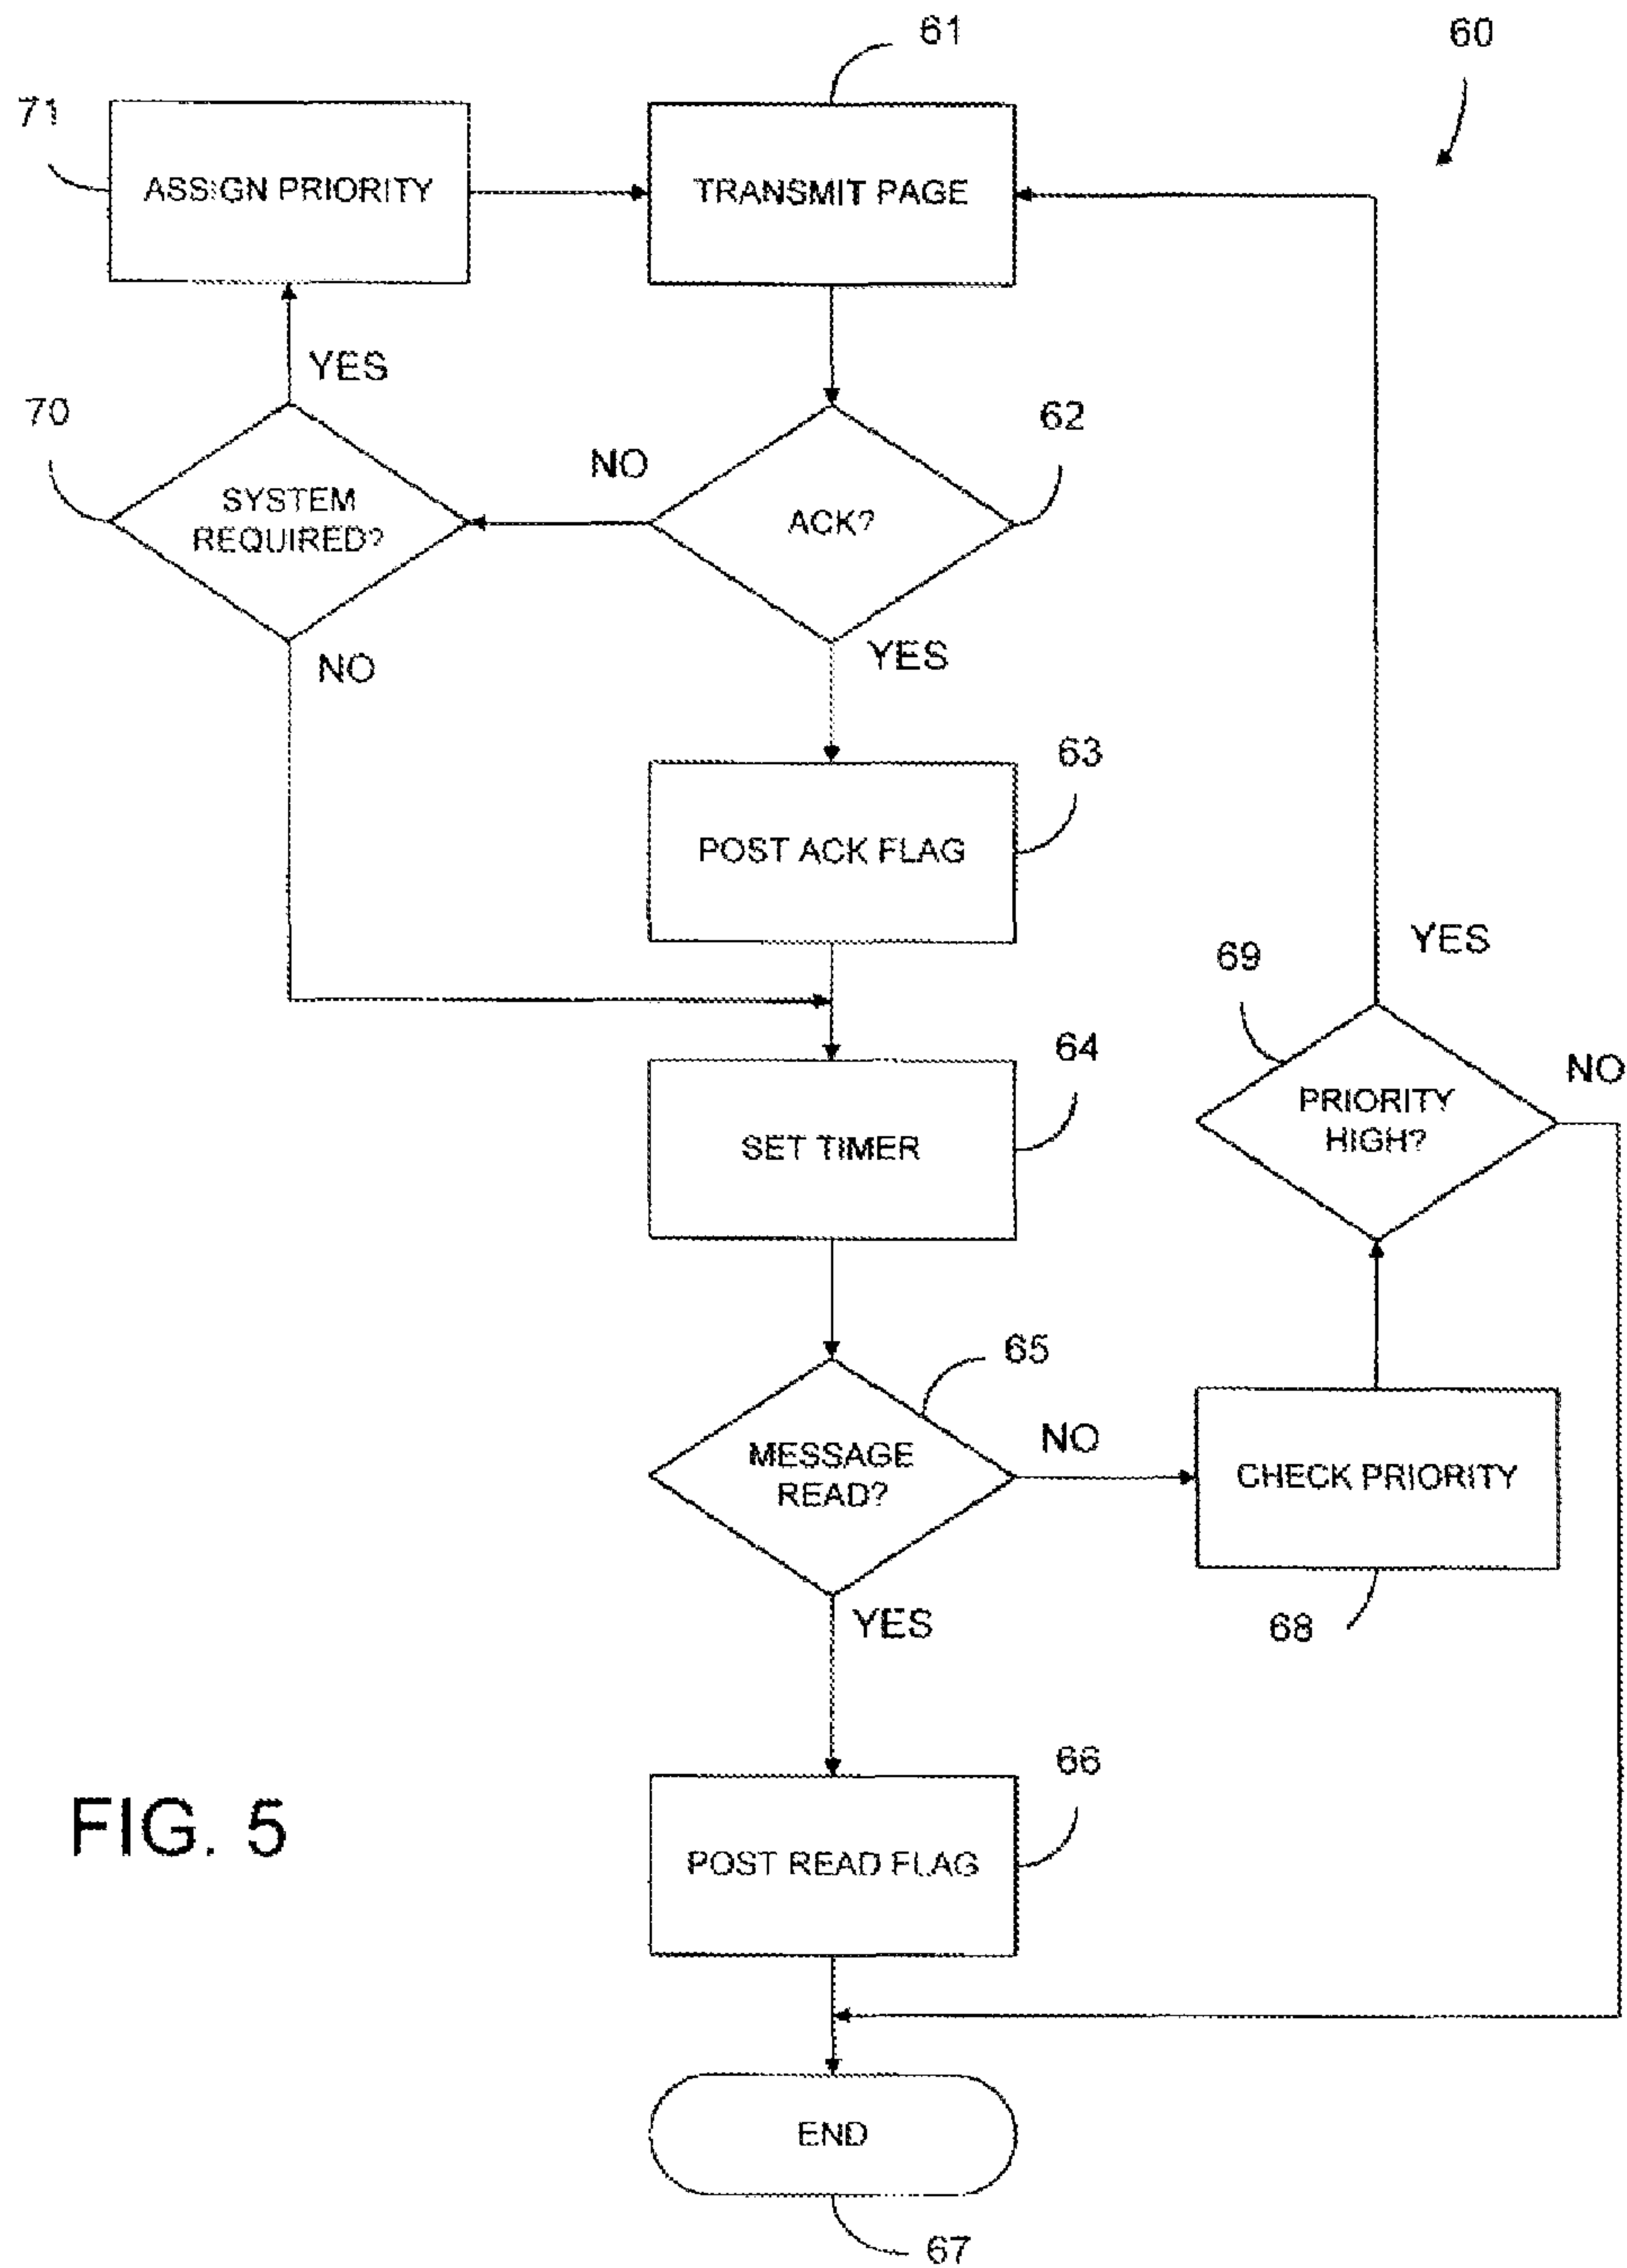 61
60
71
ASSIGN PRIORITY
TRANSMIT PAGE
YES
70
62
NO
SYSTEM
REQUIRED?
ACK?
NO
YES
63
POST ACK FLAG
YES
69
64
NO
PRIORITY
HIGH?
SET TIMER
65
NO
MESSAGE
READ?
CHECK PRIORITY
YES
68
66
FIG. 5
POST READ FLAG
END
67